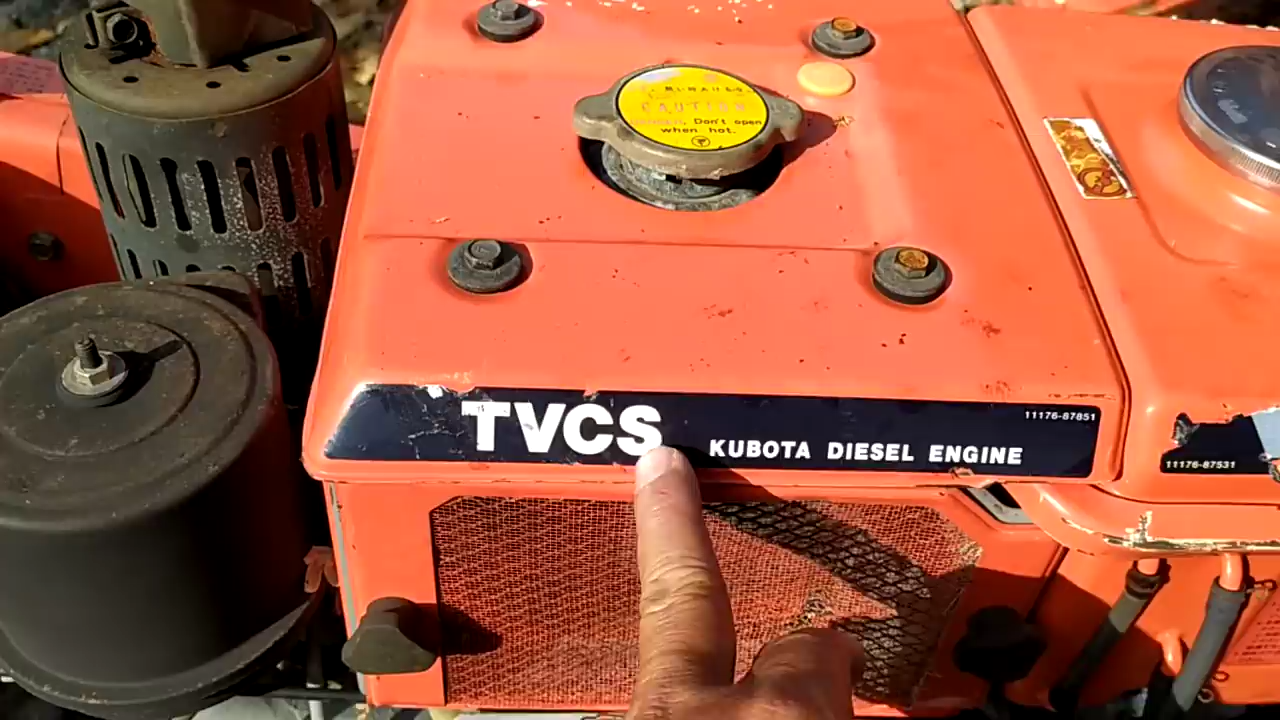 CAUTION
Don't open
when hot.
TVCS KUBOTA DIESEL ENGINE
11176-87851
11176-87531